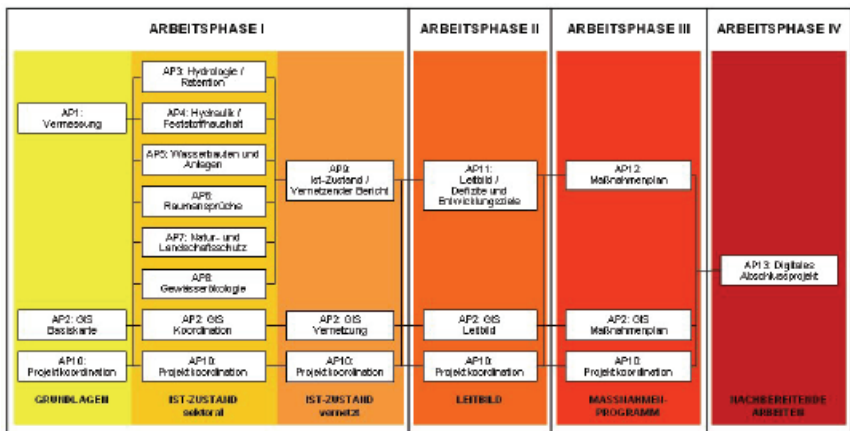 ARBEITSPHASE I
ARBEITSPHASE II
ARBEITSPHASE III
ARBEITSPHASE IV
AP1:
Vermessung
AP2: GIS
Basiskarte
AP10:
Projektkoordination
GRUNDLAGEN
AP3: Hydrologie /
Retention
AP4: Hydraulik /
Feststoffhaushalt
AP5: Wasserbauten und
Anlagen
AP6:
Raumansprüche
AP7: Natur- und
Landschaftsschutz
AP8:
Gewässerökologie
AP2: GIS
Koordination
AP10:
Projektkoordination
IST-ZUSTAND
sektoral
AP9:
Ist-Zustand /
Vernetzender Bericht
AP2: GIS
Vernetzung
AP10:
Projektkoordination
IST-ZUSTAND
vernetzt
AP11:
Leitbild /
Defizite und
Entwicklungsziele
AP2: GIS
Leitbild
AP10:
Projektkoordination
LEITBILD
AP12:
Maßnahmenplan
AP2: GIS
Maßnahmenplan
AP10:
Projektkoordination
MASSNAHMEN-
PROGRAMM
AP13: Digitales
Abschlussprojekt
NACHBEREITENDE
ARBEITEN